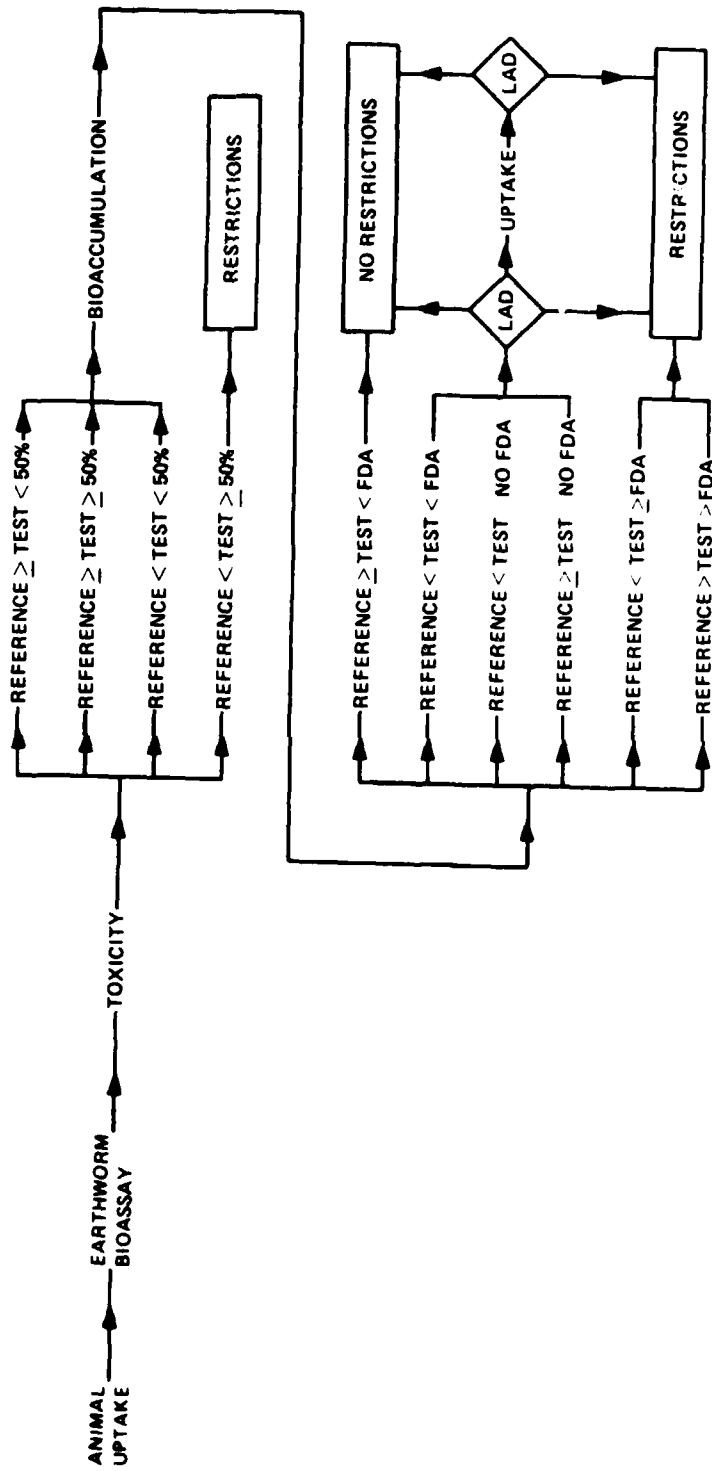 ANIMAL
UPTAKE
EARTHWORM
BIOASSAY
TOXICITY
REFERENCE ≥ TEST < 50%
REFERENCE ≥ TEST ≥ 50%
REFERENCE < TEST < 50%
REFERENCE < TEST ≥ 50%
BIOACCUMULATION
RESTRICTIONS
REFERENCE ≥ TEST < FDA
REFERENCE < TEST < FDA
REFERENCE < TEST NO FDA
REFERENCE ≥ TEST NO FDA
REFERENCE < TEST ≥ FDA
REFERENCE > TEST > FDA
NO RESTRICTIONS
LAD
UPTAKE
LAD
RESTRICTIONS